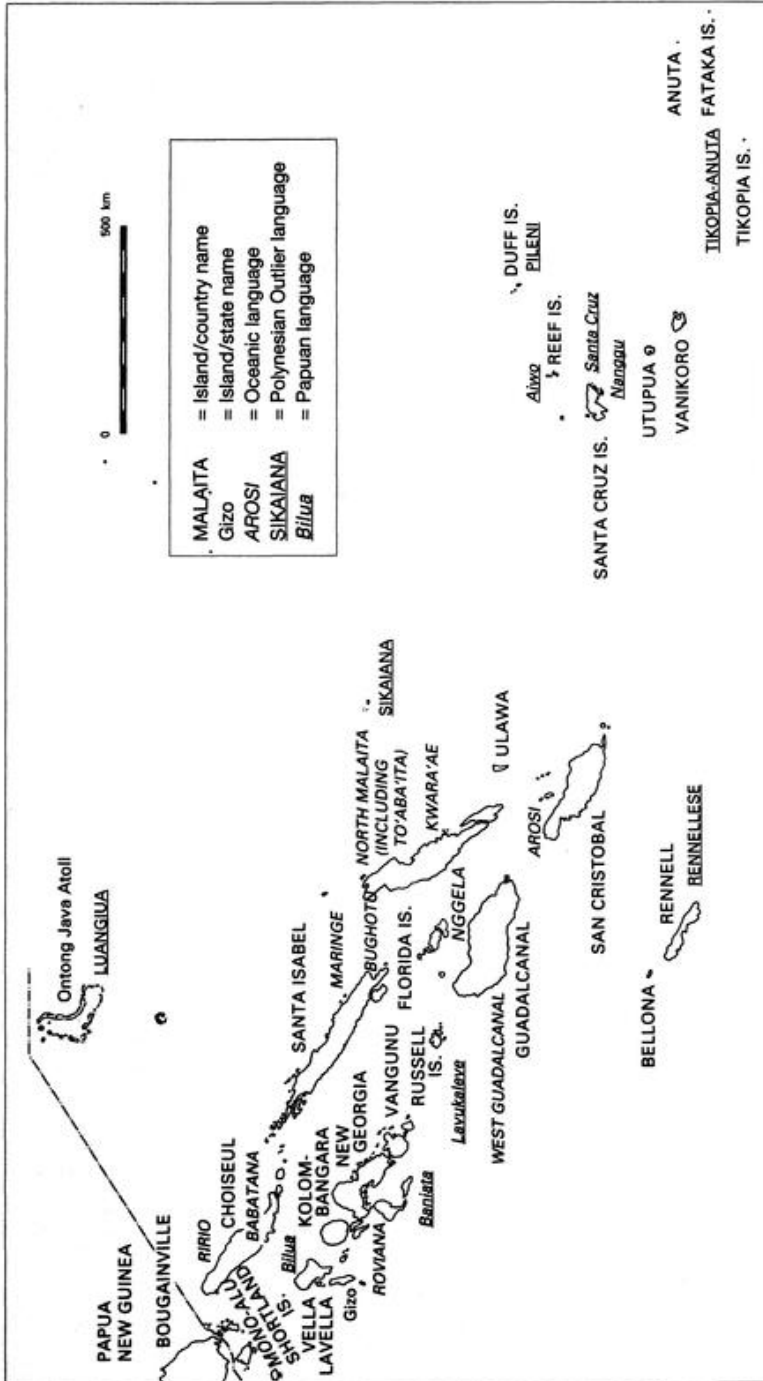 PAPUA
NEW GUINEA
BOUGAINVILLE
Ontong Java Atoll
LUANGIUA
RIRIO
CHOISEUL
BABATANA
MONO-ALU
SHORTLAND
IS.
VELLA
LAVELLA
Bilua
Gizo
KOLOM-
BANGARA
NEW
GEORGIA
ROVIANA
VANGUNU
Baniata
RUSSELL
IS.
Lavukaleve
SANTA ISABEL
MARINGE
BUGHOTU
FLORIDA IS.
NGGELA
WEST GUADALCANAL
GUADALCANAL
NORTH MALAITA
(INCLUDING
TO'ABA'ITA)
KWARA'AE
SIKAIANA
ULAWA
AROSI
SAN CRISTOBAL
BELLONA
RENNELL
RENNELLESE
0 500 km
MALAITA = Island/country name
Gizo = Island/state name
AROSI = Oceanic language
SIKAIANA = Polynesian Outlier language
Bilua = Papuan language
DUFF IS.
PILENI
Aiwo
REEF IS.
SANTA CRUZ IS.
Santa Cruz
Nanggu
UTUPUA
VANIKORO
ANUTA
TIKOPIA-ANUTA
FATAKA IS.
TIKOPIA IS.